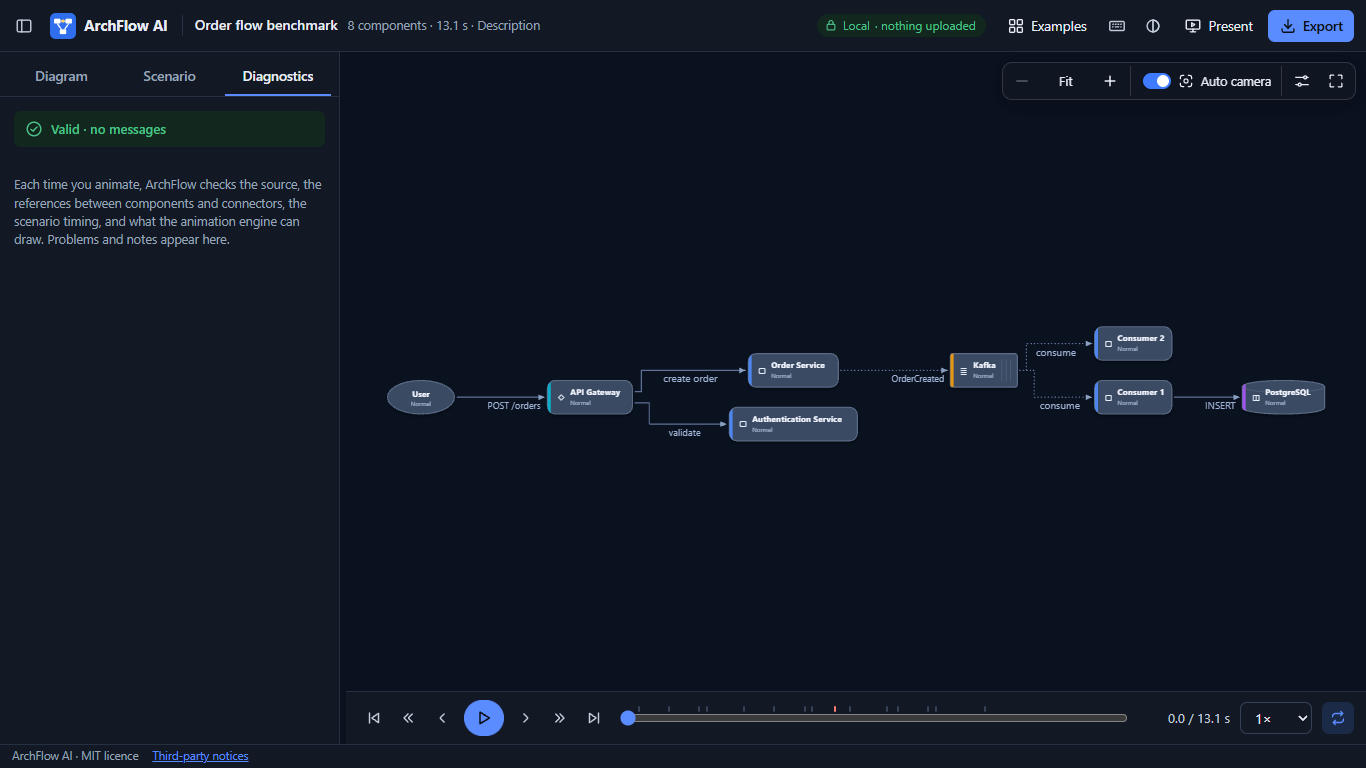 ArchFlow AI
Order flow benchmark
8 components · 13.1 s · Description
Local · nothing uploaded
Examples
Present
Export
Diagram
Scenario
Diagnostics
Fit
Auto camera
Valid · no messages
Each time you animate, ArchFlow checks the source, the
references between components and connectors, the
scenario timing, and what the animation engine can
draw. Problems and notes appear here.
User
Normal
POST /orders
API Gateway
Normal
create order
validate
Order Service
Normal
Authentication Service
Normal
OrderCreated
Kafka
Normal
consume
consume
Consumer 2
Normal
Consumer 1
Normal
INSERT
PostgreSQL
Normal
0.0 / 13.1 s
1×
ArchFlow AI · MIT licence
Third-party notices